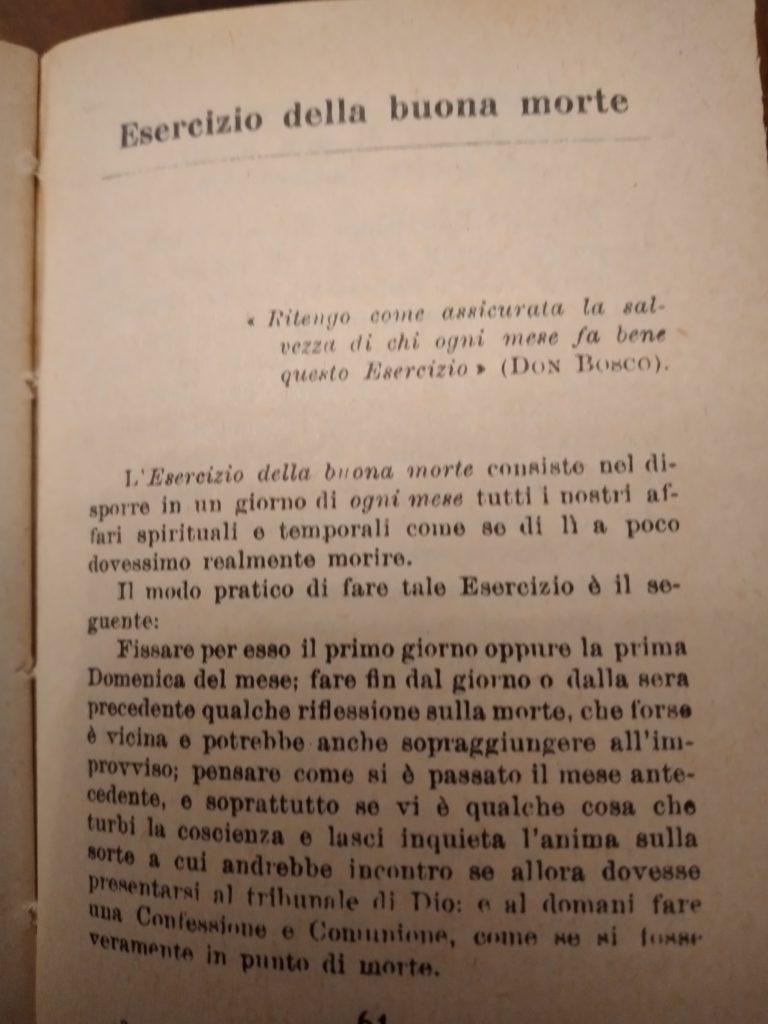 Esercizio della buona morte
« Ritengo come assicurata la sal-
vezza di chi ogni mese fa bene
questo Esercizio » (DON BOSCO).
L'Esercizio della buona morte consiste nel di-
sporre in un giorno di ogni mese tutti i nostri af-
fari spirituali e temporali come se di lì a poco
dovessimo realmente morire.
Il modo pratico di fare tale Esercizio è il se-
guente:
Fissare per esso il primo giorno oppure la prima
Domenica del mese; fare fin dal giorno o dalla sera
precedente qualche riflessione sulla morte, che forse
è vicina e potrebbe anche sopraggiungere all'im-
provviso; pensare come si è passato il mese ante-
cedente, e soprattutto se vi è qualche cosa che
turbi la coscienza e lasci inquieta l'anima sulla
sorte a cui andrebbe incontro se allora dovesse
presentarsi al tribunale di Dio: e al domani fare
una Confessione e Comunione, come se si fosse
veramente in punto di morte.
61